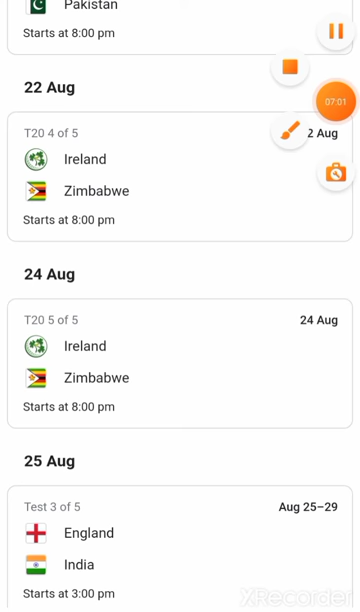 Pakistan
Starts at 8:00 pm
07:01
22 Aug
T20 4 of 5
2 Aug
Ireland
Zimbabwe
Starts at 8:00 pm
24 Aug
T20 5 of 5
24 Aug
Ireland
Zimbabwe
Starts at 8:00 pm
25 Aug
Test 3 of 5
Aug 25–29
England
India
Starts at 3:00 pm
XRecorder